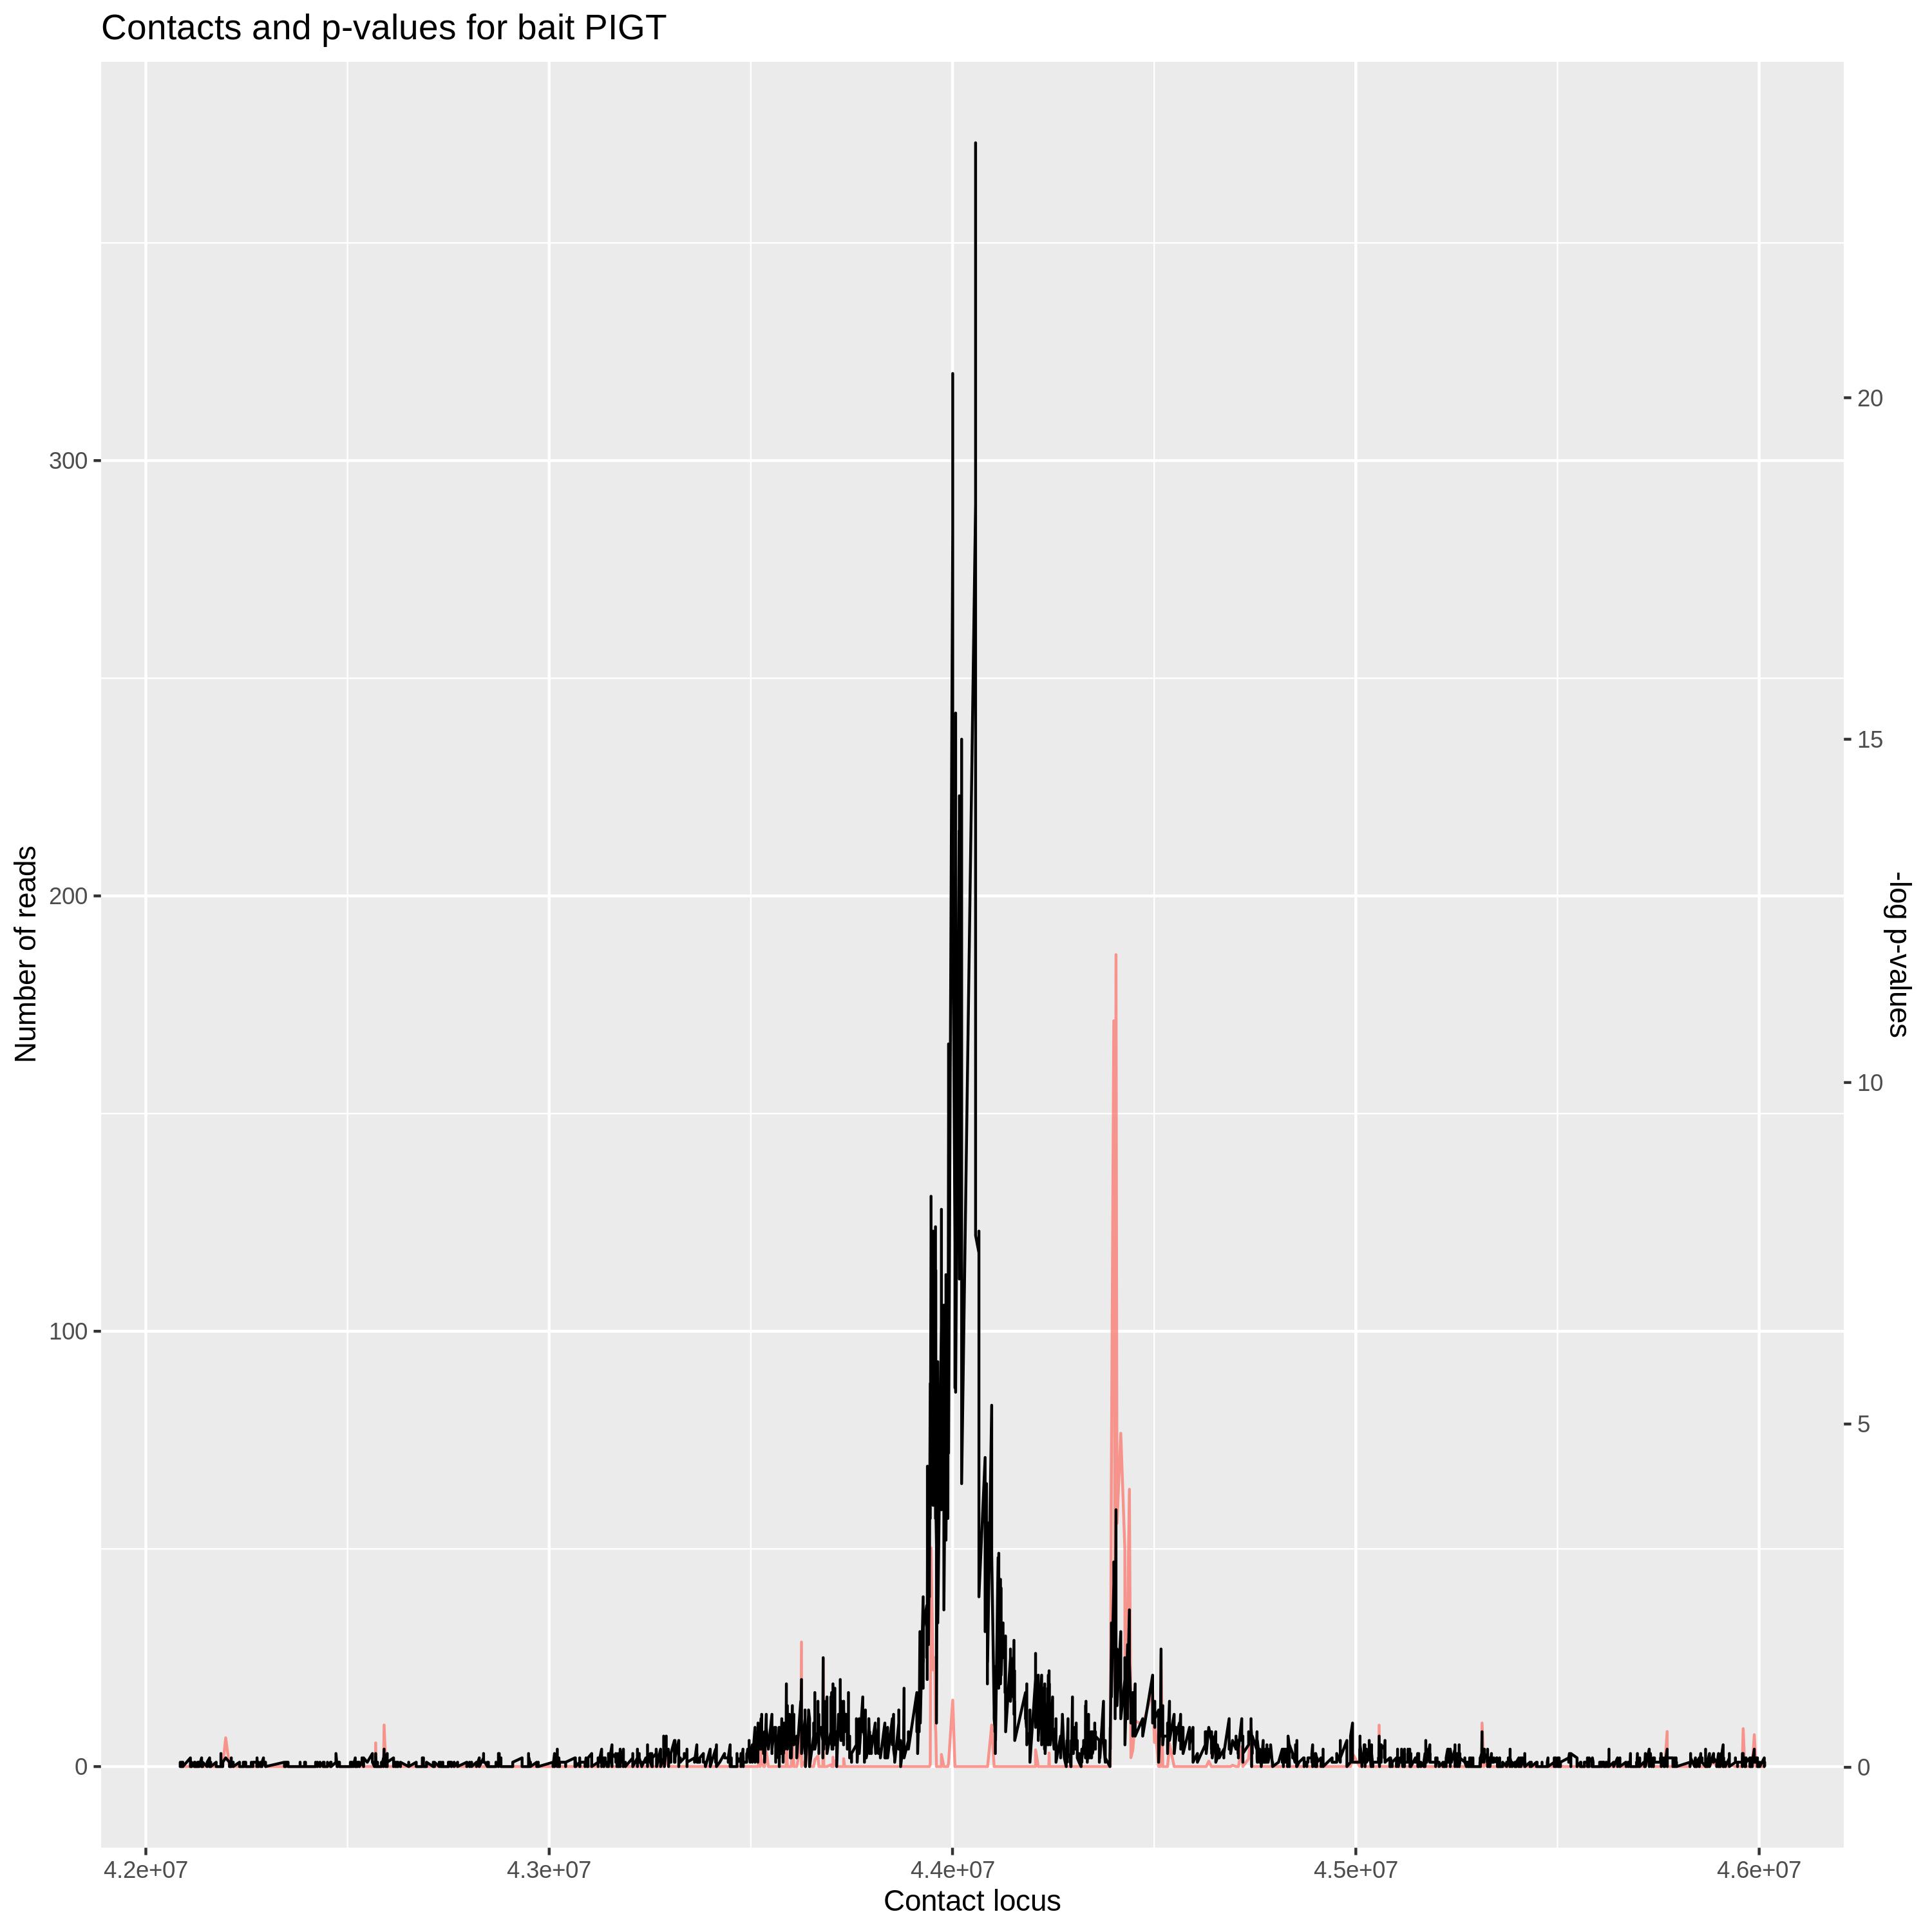 Contacts and p-values for bait PIGT
Number of reads
300
200
100
0
20
15
10
5
0
-log p-values
4.2e+07 4.3e+07 4.4e+07 4.5e+07 4.6e+07
Contact locus